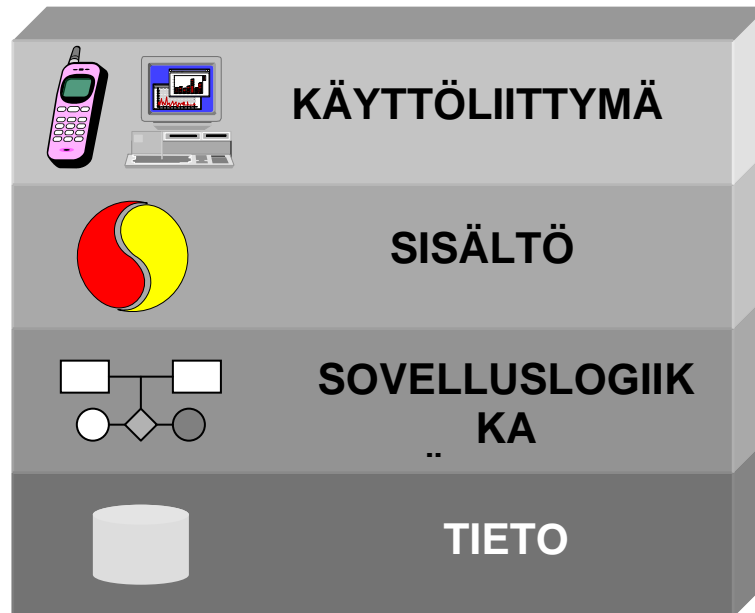 KÄYTTÖLIITTYMÄ
SISÄLTÖ
SOVELLUSLOGIIK
KA
TIETO